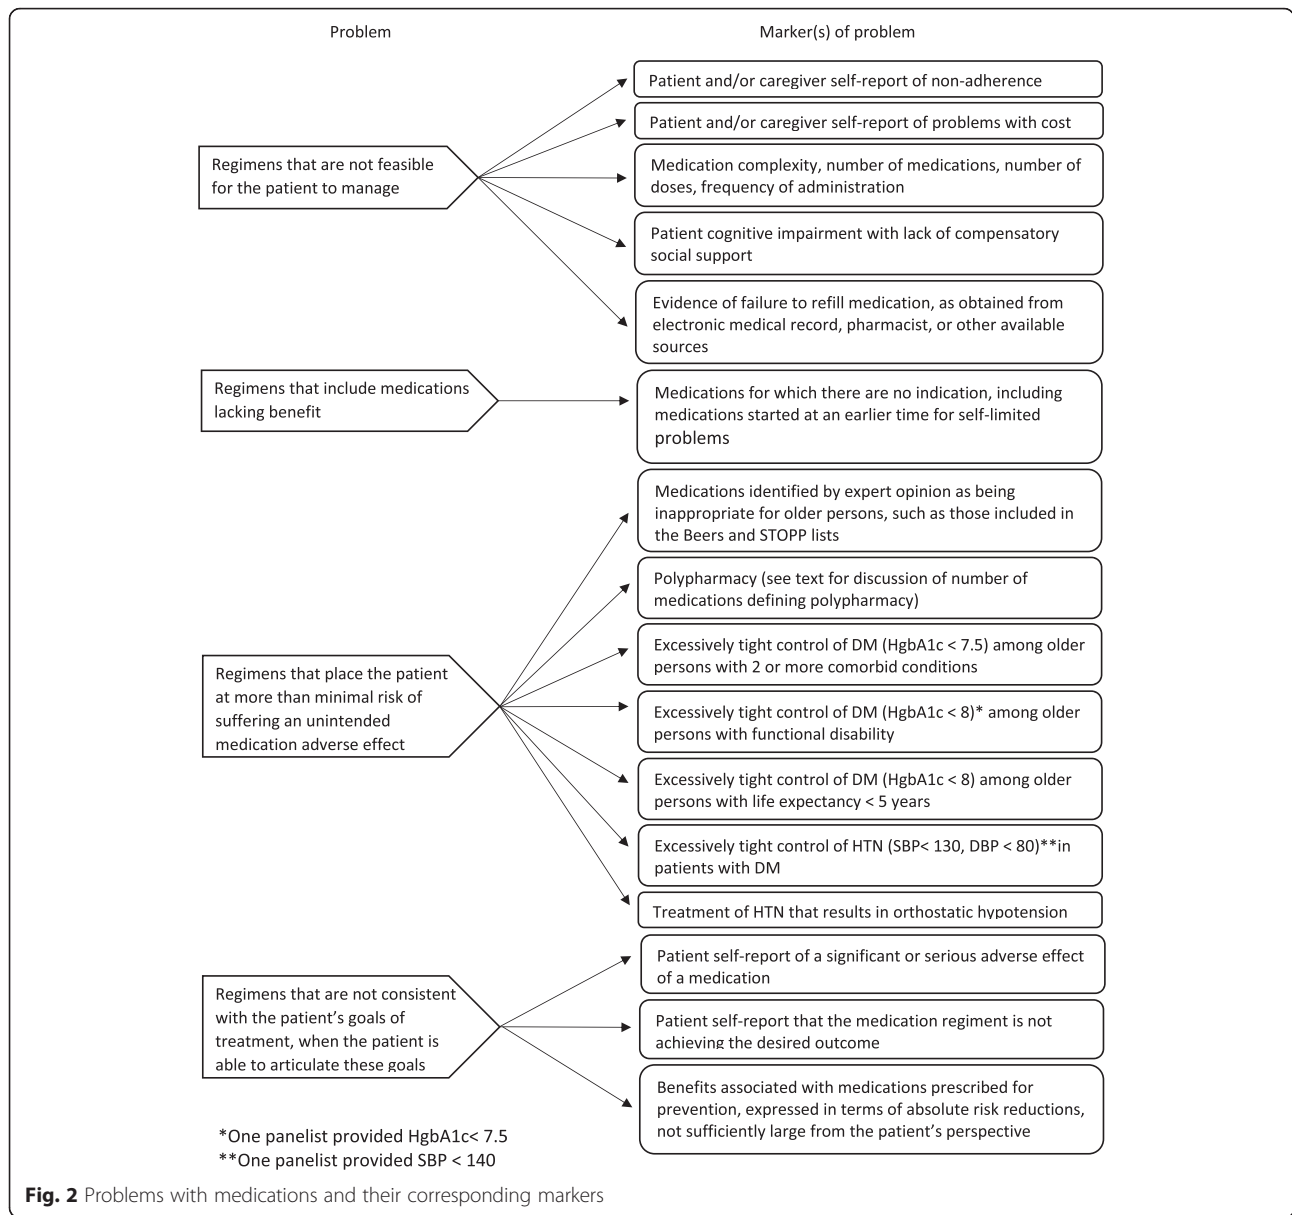 Problem
Marker(s) of problem
Regimens that are not feasible
for the patient to manage
Patient and/or caregiver self-report of non-adherence
Patient and/or caregiver self-report of problems with cost
Medication complexity, number of medications, number of
doses, frequency of administration
Patient cognitive impairment with lack of compensatory
social support
Evidence of failure to refill medication, as obtained from
electronic medical record, pharmacist, or other available
sources
Regimens that include medications
lacking benefit
Medications for which there are no indication, including
medications started at an earlier time for self-limited
problems
Regimens that place the patient
at more than minimal risk of
suffering an unintended
medication adverse effect
Medications identified by expert opinion as being
inappropriate for older persons, such as those included in
the Beers and STOPP lists
Polypharmacy (see text for discussion of number of
medications defining polypharmacy)
Excessively tight control of DM (HgbA1c < 7.5) among older
persons with 2 or more comorbid conditions
Excessively tight control of DM (HgbA1c < 8)* among older
persons with functional disability
Excessively tight control of DM (HgbA1c < 8) among older
persons with life expectancy < 5 years
Excessively tight control of HTN (SBP< 130, DBP < 80)**in
patients with DM
Treatment of HTN that results in orthostatic hypotension
Regimens that are not consistent
with the patient’s goals of
treatment, when the patient is
able to articulate these goals
Patient self-report of a significant or serious adverse effect
of a medication
Patient self-report that the medication regiment is not
achieving the desired outcome
Benefits associated with medications prescribed for
prevention, expressed in terms of absolute risk reductions,
not sufficiently large from the patient’s perspective
*One panelist provided HgbA1c< 7.5
**One panelist provided SBP < 140
Fig. 2 Problems with medications and their corresponding markers